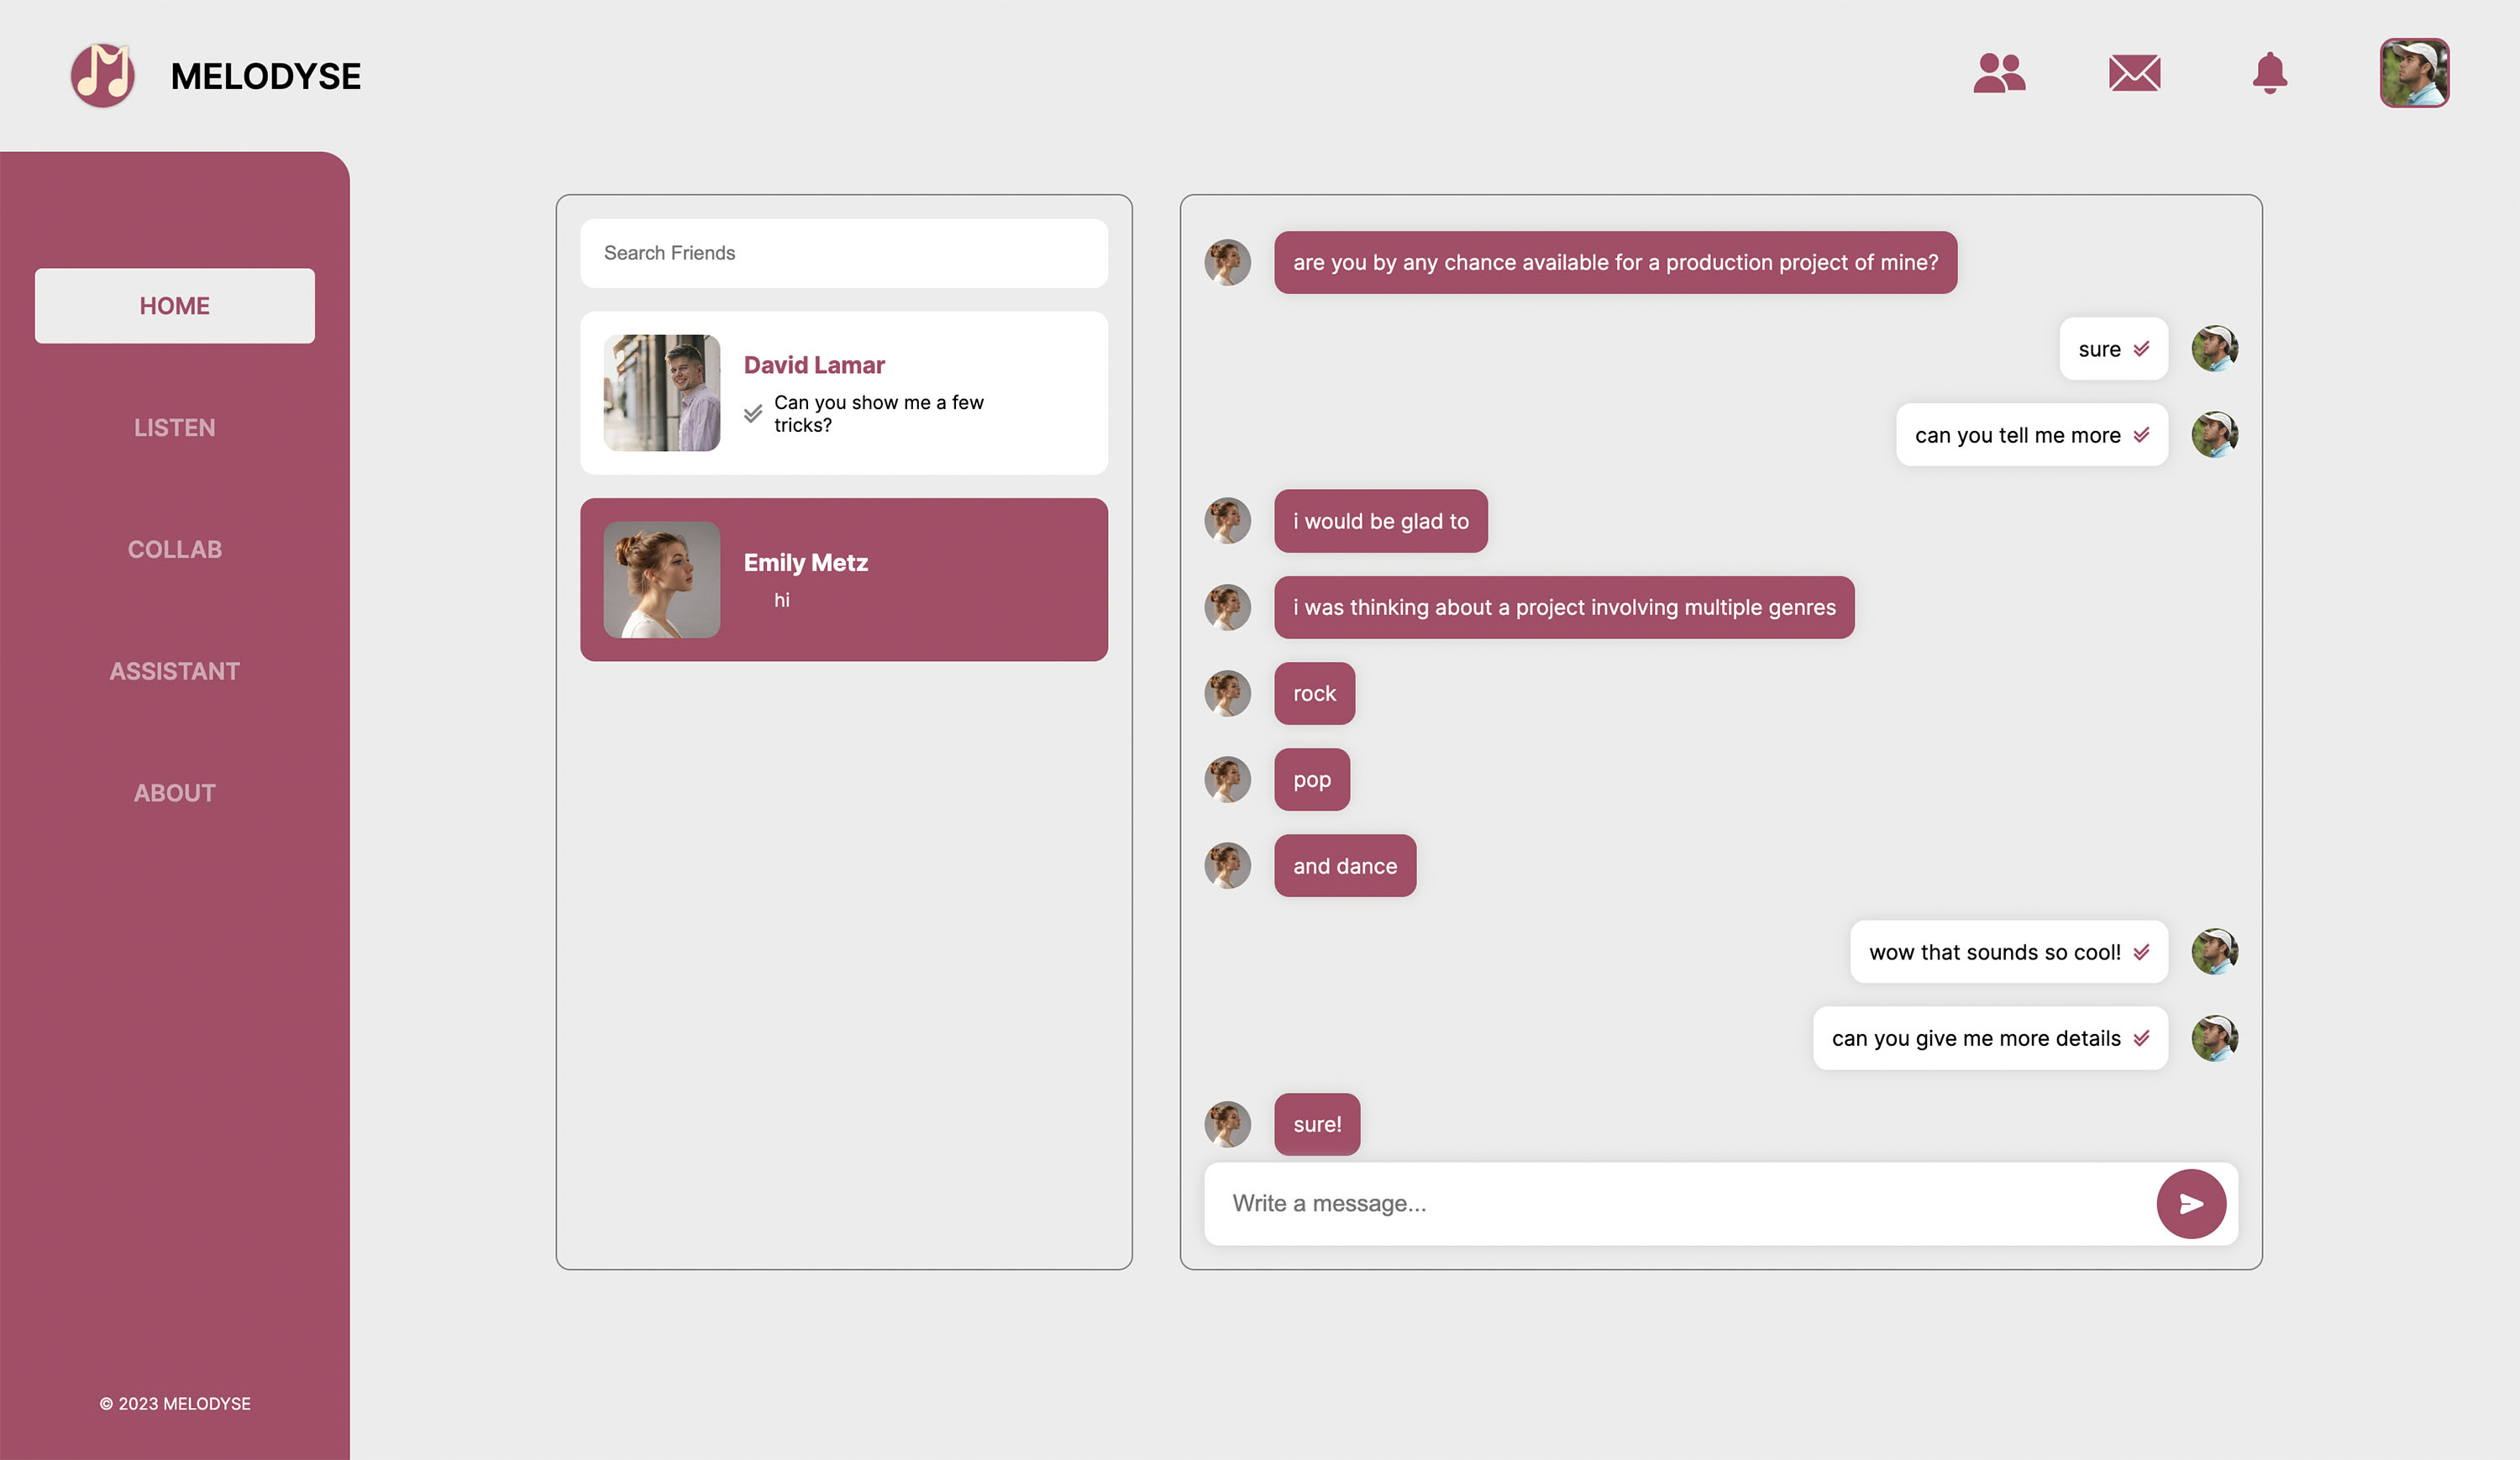 MELODYSE
HOME
LISTEN
COLLAB
ASSISTANT
ABOUT
© 2023 MELODYSE
Search Friends
David Lamar
Can you show me a few
tricks?
Emily Metz
hi
are you by any chance available for a production project of mine?
sure
can you tell me more
i would be glad to
i was thinking about a project involving multiple genres
rock
pop
and dance
wow that sounds so cool!
can you give me more details
sure!
Write a message...